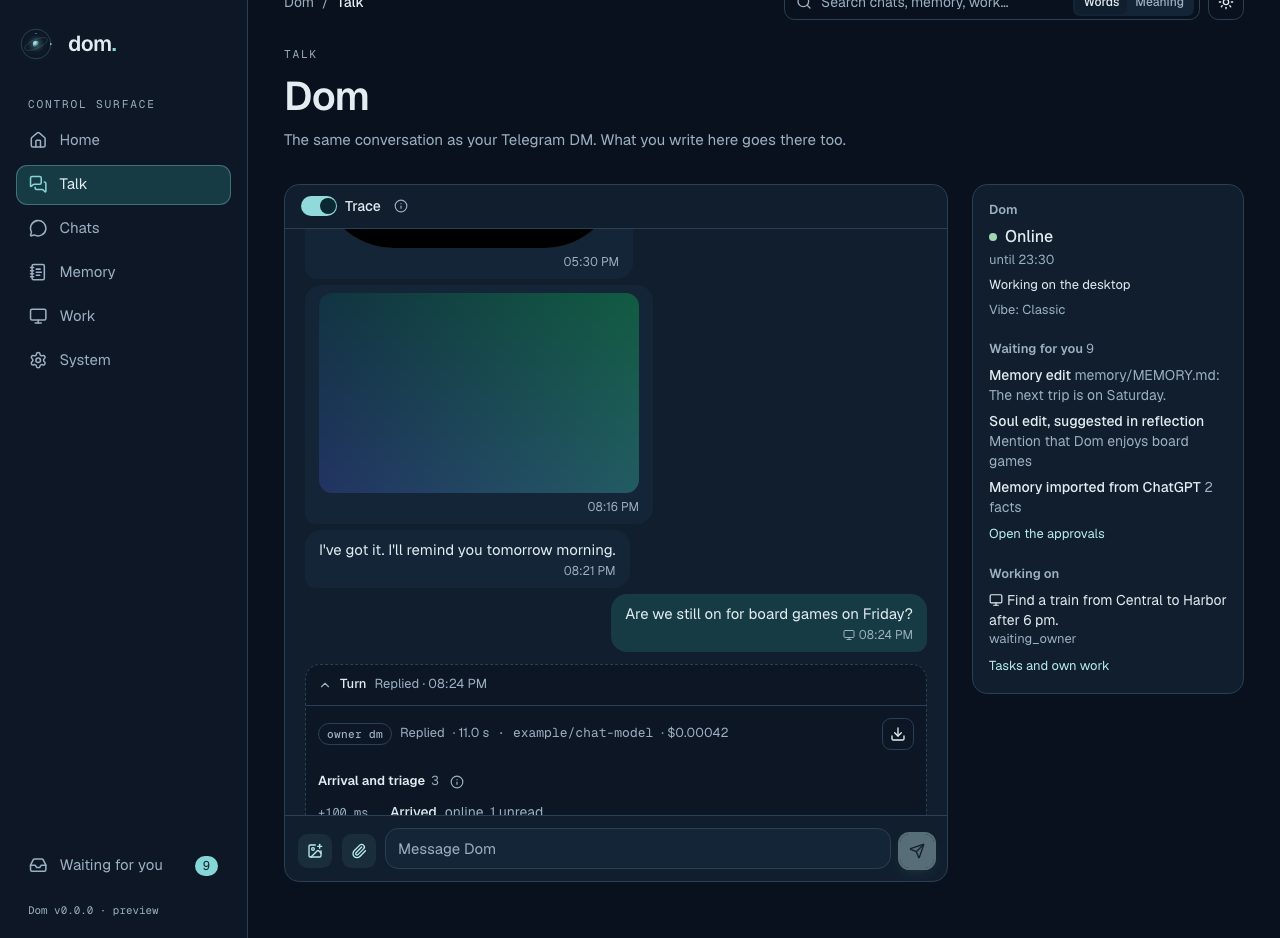 dom.
CONTROL SURFACE
Home
Talk
Chats
Memory
Work
System
Waiting for you 9
Dom v0.0.0 · preview
Dom / Talk
Search chats, memory, work…
Words Meaning
TALK
Dom
The same conversation as your Telegram DM. What you write here goes there too.
Trace
05:30 PM
08:16 PM
I've got it. I'll remind you tomorrow morning.
08:21 PM
Are we still on for board games on Friday?
08:24 PM
Turn Replied · 08:24 PM
owner dm Replied · 11.0 s · example/chat-model · $0.00042
Arrival and triage 3
+100 ms Arrived online, 1 unread
Message Dom
Dom
Online
until 23:30
Working on the desktop
Vibe: Classic
Waiting for you 9
Memory edit memory/MEMORY.md:
The next trip is on Saturday.
Soul edit, suggested in reflection
Mention that Dom enjoys board
games
Memory imported from ChatGPT 2
facts
Open the approvals
Working on
Find a train from Central to Harbor
after 6 pm.
waiting_owner
Tasks and own work